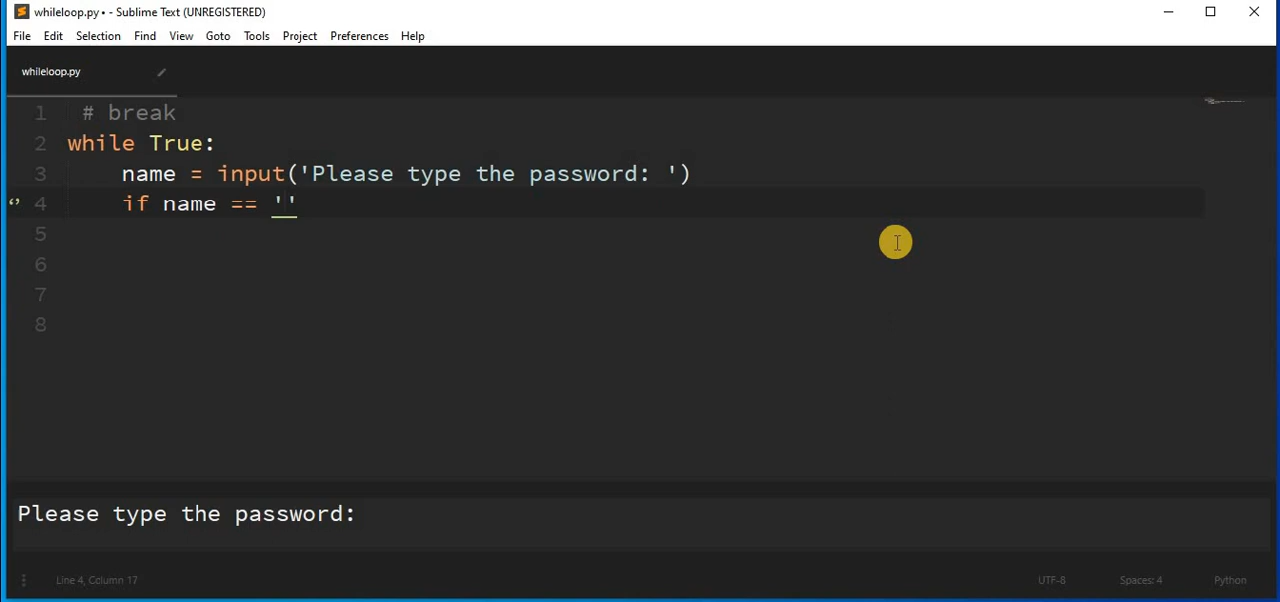 whileloop.py • - Sublime Text (UNREGISTERED)
File Edit Selection Find View Goto Tools Project Preferences Help
whileloop.py
1 # break
2 while True:
3 name = input('Please type the password: ')
4 if name == ''
5
6
7
8
Please type the password:
Line 4, Column 17 UTF-8 Spaces: 4 Python